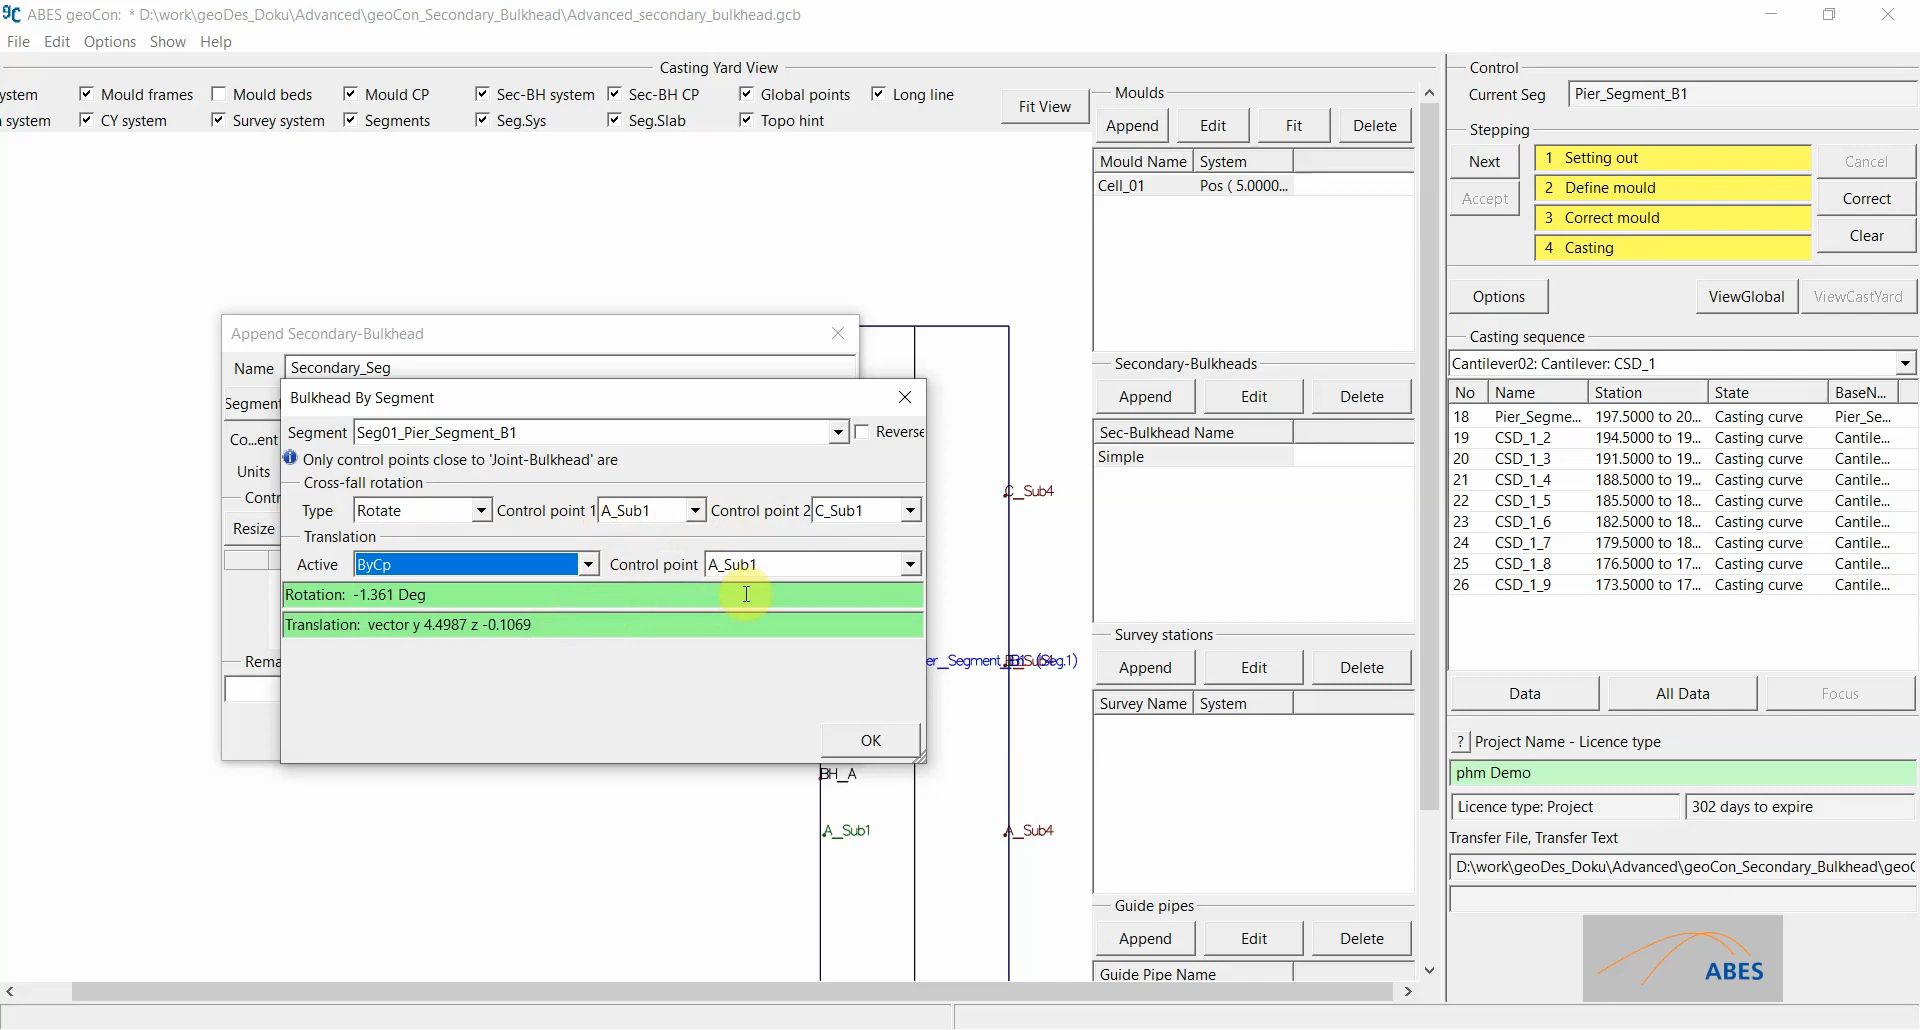 ABES geoCon:  * D:\work\geoDes_Doku\Advanced\geoCon_Secondary_Bulkhead\Advanced_secondary_bulkhead.gcb
File Edit Options Show Help
Casting Yard View
ystem Mould frames Mould beds Mould CP Sec-BH system Sec-BH CP Global points Long line
system CY system Survey system Segments Seg.Sys Seg.Slab Topo hint
Fit View
Moulds
Append Edit Fit Delete
Mould Name System
Cell_01 Pos ( 5.0000...
Secondary-Bulkheads
Append Edit Delete
Sec-Bulkhead Name
Simple
Survey stations
Append Edit Delete
Survey Name System
Guide pipes
Append Edit Delete
Guide Pipe Name
Append Secondary-Bulkhead
Name Secondary_Seg
Segment
Co...ent
Units
Contr
Resize
Rema
Bulkhead By Segment
Segment Seg01_Pier_Segment_B1 Reverse
Only control points close to 'Joint-Bulkhead' are
Cross-fall rotation
Type Rotate Control point 1 A_Sub1 Control point 2 C_Sub1
Translation
Active ByCp Control point A_Sub1
Rotation:  -1.361 Deg
Translation:  vector y 4.4987 z -0.1069
OK
C_Sub4
er_Segment_ (Seg.1)
BH_A
A_Sub1
A_Sub4
Control
Current Seg Pier_Segment_B1
Stepping
Next 1 Setting out Cancel
2 Define mould
Accept Correct
3 Correct mould
4 Casting Clear
Options ViewGlobal ViewCastYard
Casting sequence
Cantilever02: Cantilever: CSD_1
No Name Station State BaseN...
18 Pier_Segme... 197.5000 to 20... Casting curve Pier_Se...
19 CSD_1_2 194.5000 to 19... Casting curve Cantile...
20 CSD_1_3 191.5000 to 19... Casting curve Cantile...
21 CSD_1_4 188.5000 to 19... Casting curve Cantile...
22 CSD_1_5 185.5000 to 18... Casting curve Cantile...
23 CSD_1_6 182.5000 to 18... Casting curve Cantile...
24 CSD_1_7 179.5000 to 18... Casting curve Cantile...
25 CSD_1_8 176.5000 to 17... Casting curve Cantile...
26 CSD_1_9 173.5000 to 17... Casting curve Cantile...
Data All Data Focus
? Project Name - Licence type
phm Demo
Licence type: Project 302 days to expire
Transfer File, Transfer Text
D:\work\geoDes_Doku\Advanced\geoCon_Secondary_Bulkhead\geoC
ABES